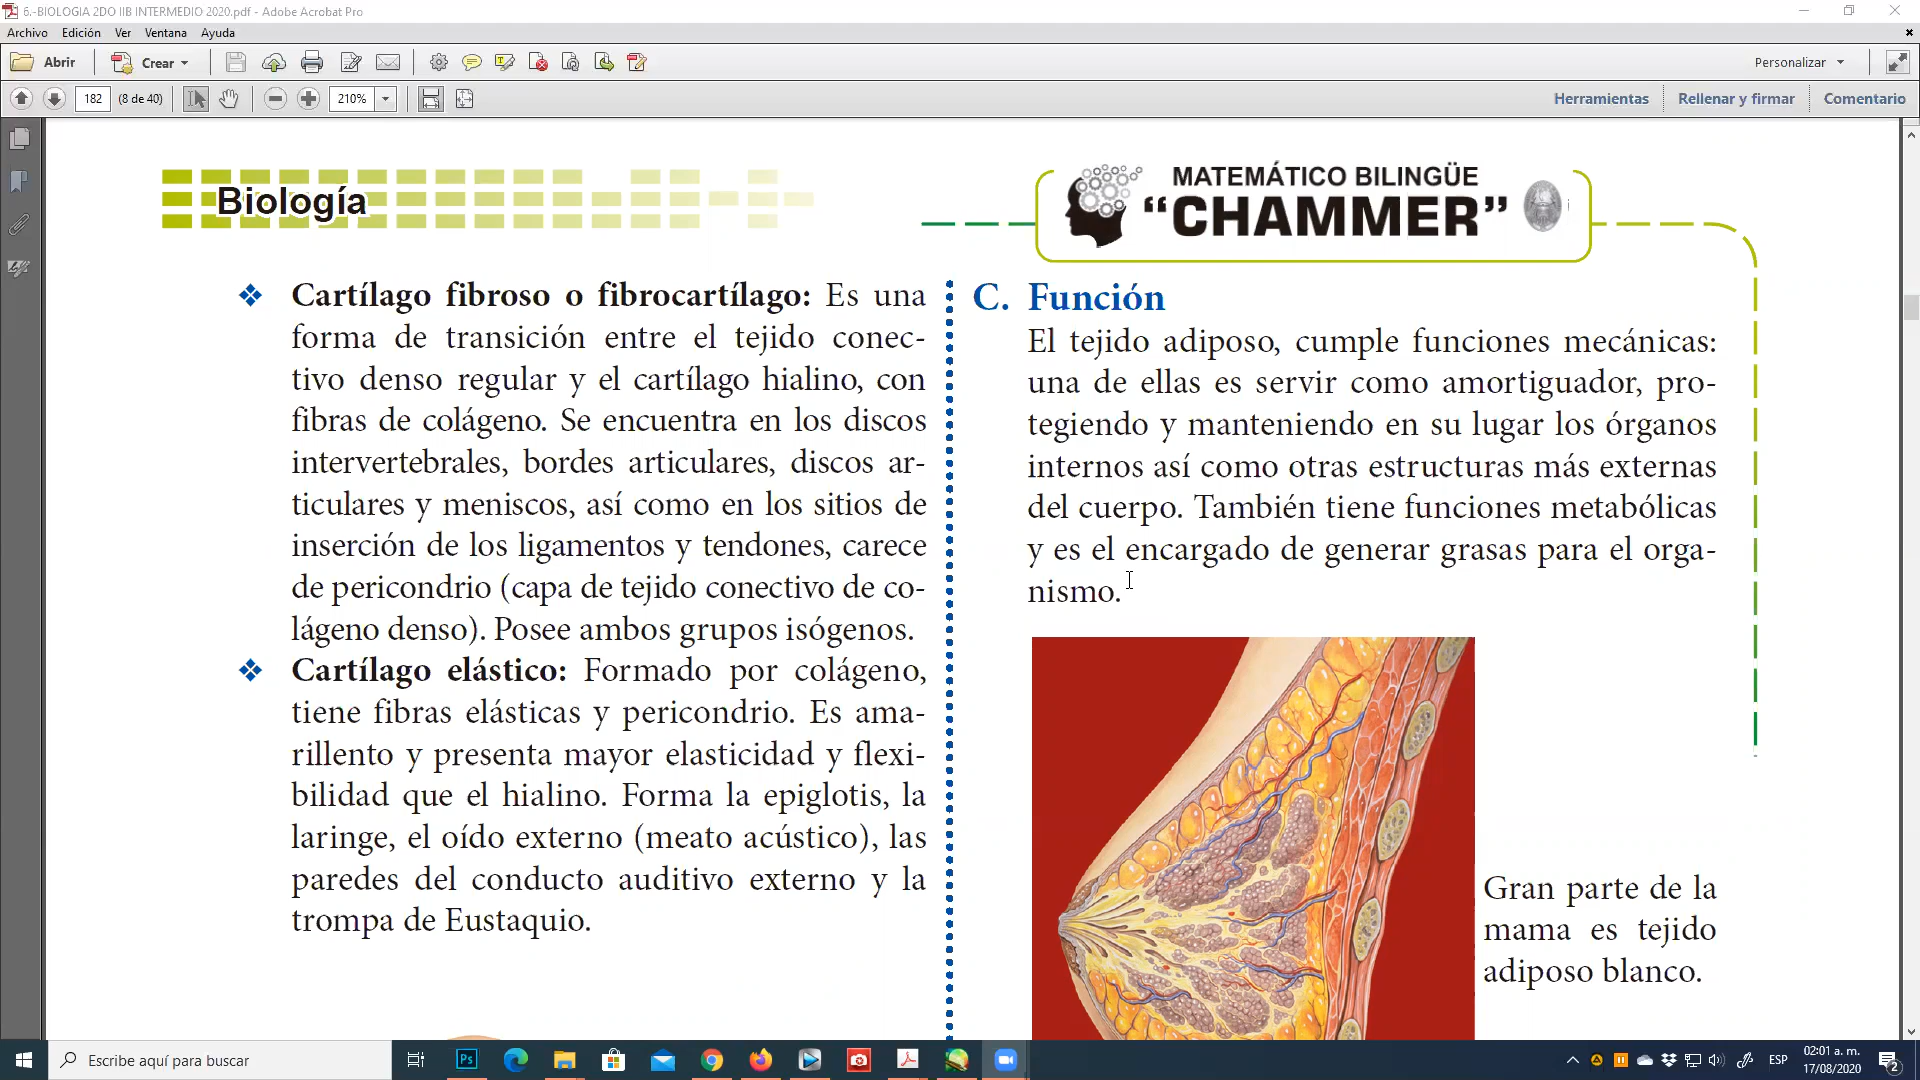 6.-BIOLOGIA 2DO IIB INTERMEDIO 2020.pdf - Adobe Acrobat Pro
Archivo Edición Ver Ventana Ayuda
Abrir Crear Personalizar
182 (8 de 40) 210% Herramientas Rellenar y firmar Comentario
Biología
MATEMÁTICO BILINGÜE
“CHAMMER”
❖ Cartílago fibroso o fibrocartílago: Es una
forma de transición entre el tejido conec-
tivo denso regular y el cartílago hialino, con
fibras de colágeno. Se encuentra en los discos
intervertebrales, bordes articulares, discos ar-
ticulares y meniscos, así como en los sitios de
inserción de los ligamentos y tendones, carece
de pericondrio (capa de tejido conectivo de co-
lágeno denso). Posee ambos grupos isógenos.
❖ Cartílago elástico: Formado por colágeno,
tiene fibras elásticas y pericondrio. Es ama-
rillento y presenta mayor elasticidad y flexi-
bilidad que el hialino. Forma la epiglotis, la
laringe, el oído externo (meato acústico), las
paredes del conducto auditivo externo y la
trompa de Eustaquio.
C. Función
El tejido adiposo, cumple funciones mecánicas:
una de ellas es servir como amortiguador, pro-
tegiendo y manteniendo en su lugar los órganos
internos así como otras estructuras más externas
del cuerpo. También tiene funciones metabólicas
y es el encargado de generar grasas para el orga-
nismo.
Gran parte de la
mama es tejido
adiposo blanco.
Escribe aquí para buscar
Ps
ESP
02:01 a. m.
17/08/2020
2